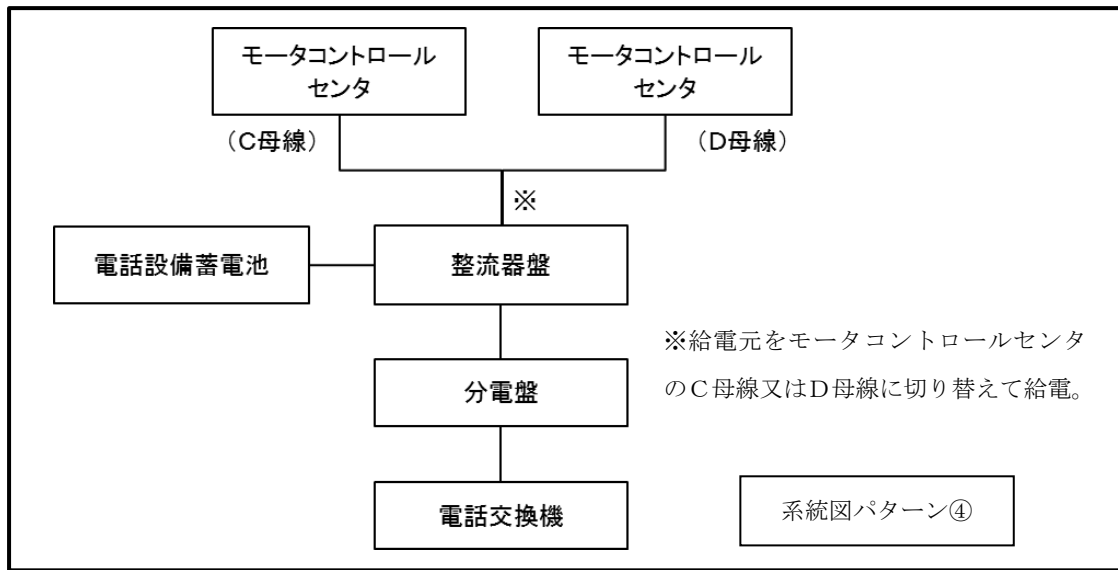 モータコントロール
センタ
モータコントロール
センタ
（Ｃ母線）
（Ｄ母線）
※
電話設備蓄電池
整流器盤
※給電元をモータコントロールセンタ
のＣ母線又はＤ母線に切り替えて給電。
分電盤
電話交換機
系統図パターン④